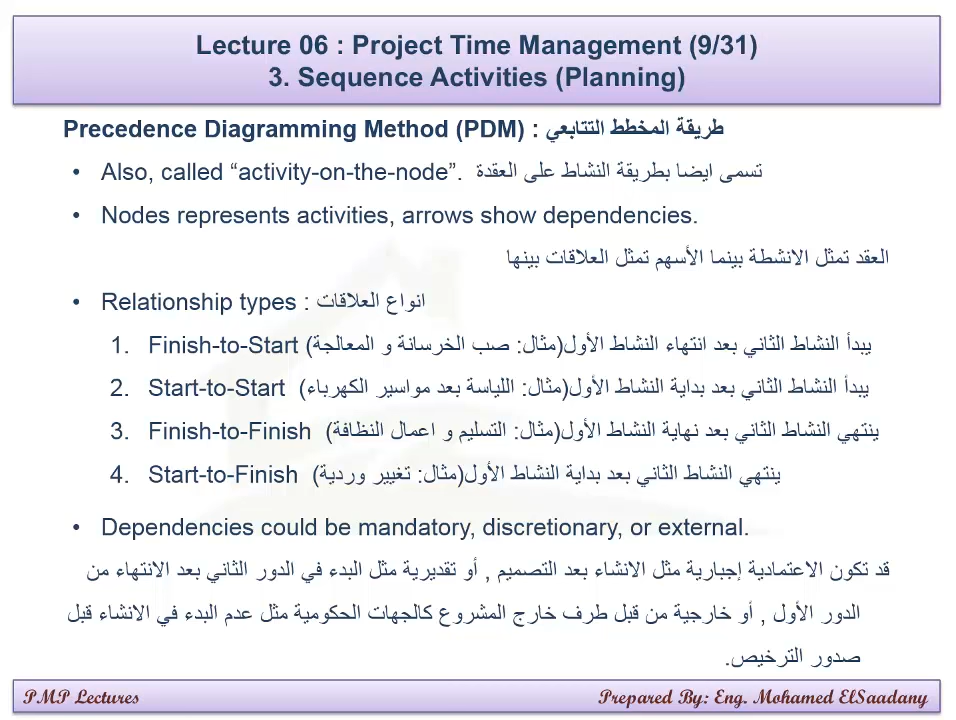 Lecture 06 : Project Time Management (9/31)
3. Sequence Activities (Planning)
Precedence Diagramming Method (PDM) : طريقة المخطط التتابعي
• Also, called “activity-on-the-node”. تسمى ايضا بطريقة النشاط على العقدة
• Nodes represents activities, arrows show dependencies.
العقد تمثل الانشطة بينما الأسهم تمثل العلاقات بينها
• Relationship types : انواع العلاقات
1. Finish-to-Start يبدأ النشاط الثاني بعد انتهاء النشاط الأول(مثال: صب الخرسانة و المعالجة)
2. Start-to-Start يبدأ النشاط الثاني بعد بداية النشاط الأول(مثال: اللياسة بعد مواسير الكهرباء)
3. Finish-to-Finish ينتهي النشاط الثاني بعد نهاية النشاط الأول(مثال: التسليم و اعمال النظافة)
4. Start-to-Finish ينتهي النشاط الثاني بعد بداية النشاط الأول(مثال: تغيير وردية)
• Dependencies could be mandatory, discretionary, or external.
قد تكون الاعتمادية إجبارية مثل الانشاء بعد التصميم , أو تقديرية مثل البدء في الدور الثاني بعد الانتهاء من
الدور الأول , أو خارجية من قبل طرف خارج المشروع كالجهات الحكومية مثل عدم البدء في الانشاء قبل
صدور الترخيص.
PMP Lectures
Prepared By: Eng. Mohamed ElSaadany